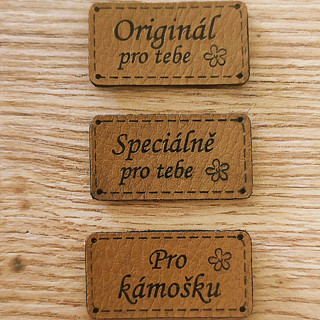 Originál
pro tebe
Speciálně
pro tebe
Pro
kámošku